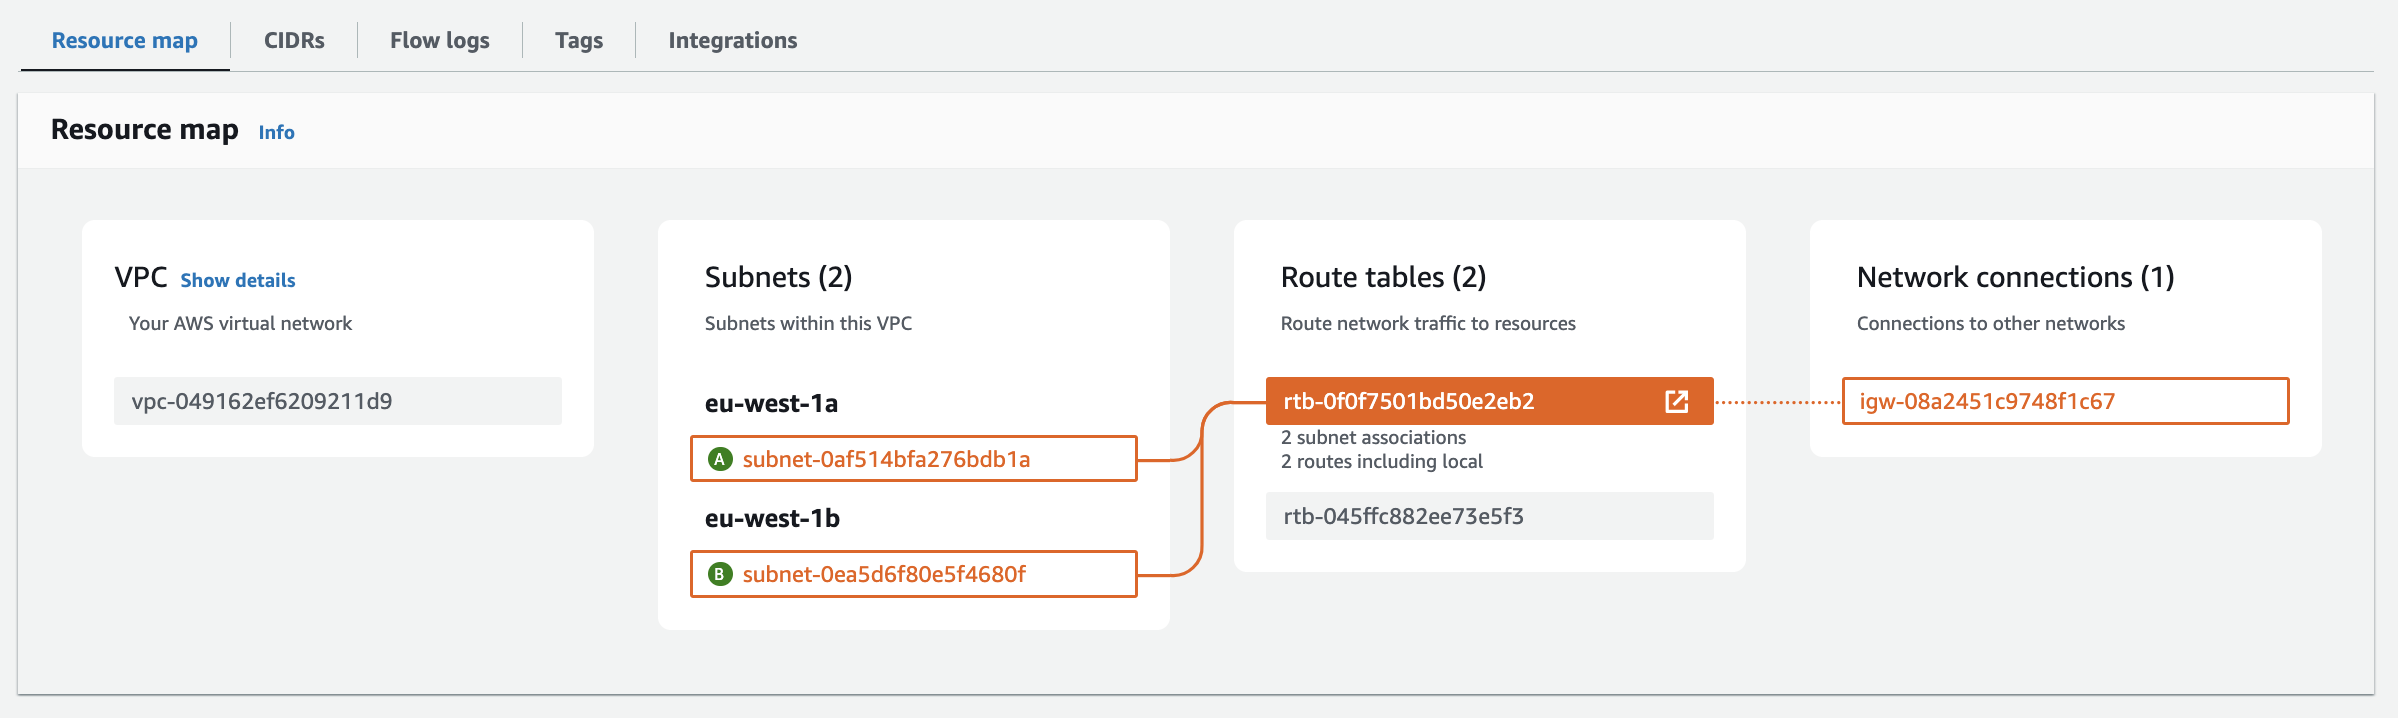 Resource map
CIDRs
Flow logs
Tags
Integrations
Resource map Info
VPC Show details
Your AWS virtual network
vpc-049162ef6209211d9
Subnets (2)
Subnets within this VPC
eu-west-1a
A subnet-0af514bfa276bdb1a
eu-west-1b
B subnet-0ea5d6f80e5f4680f
Route tables (2)
Route network traffic to resources
rtb-0f0f7501bd50e2eb2
2 subnet associations
2 routes including local
rtb-045ffc882ee73e5f3
Network connections (1)
Connections to other networks
igw-08a2451c9748f1c67